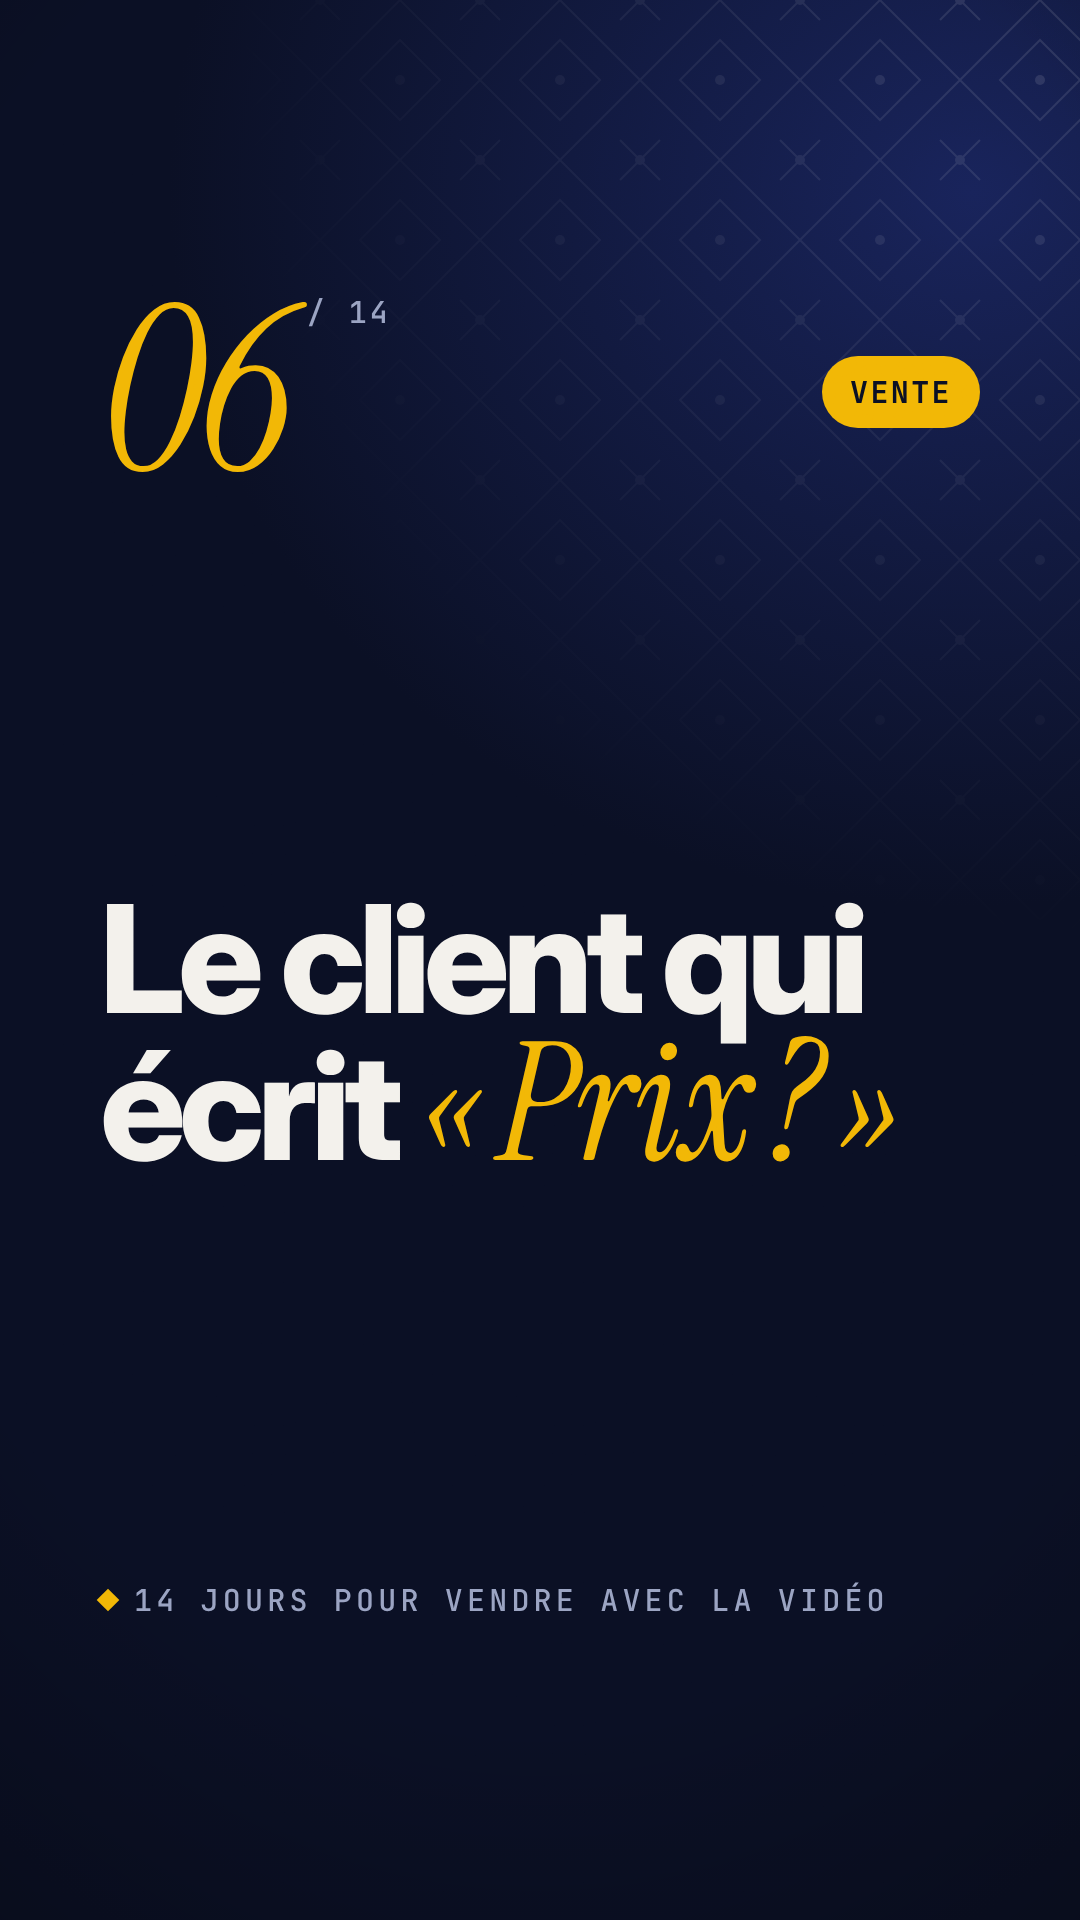 06 / 14
VENTE
Le client qui
écrit « Prix ? »
14 JOURS POUR VENDRE AVEC LA VIDÉO